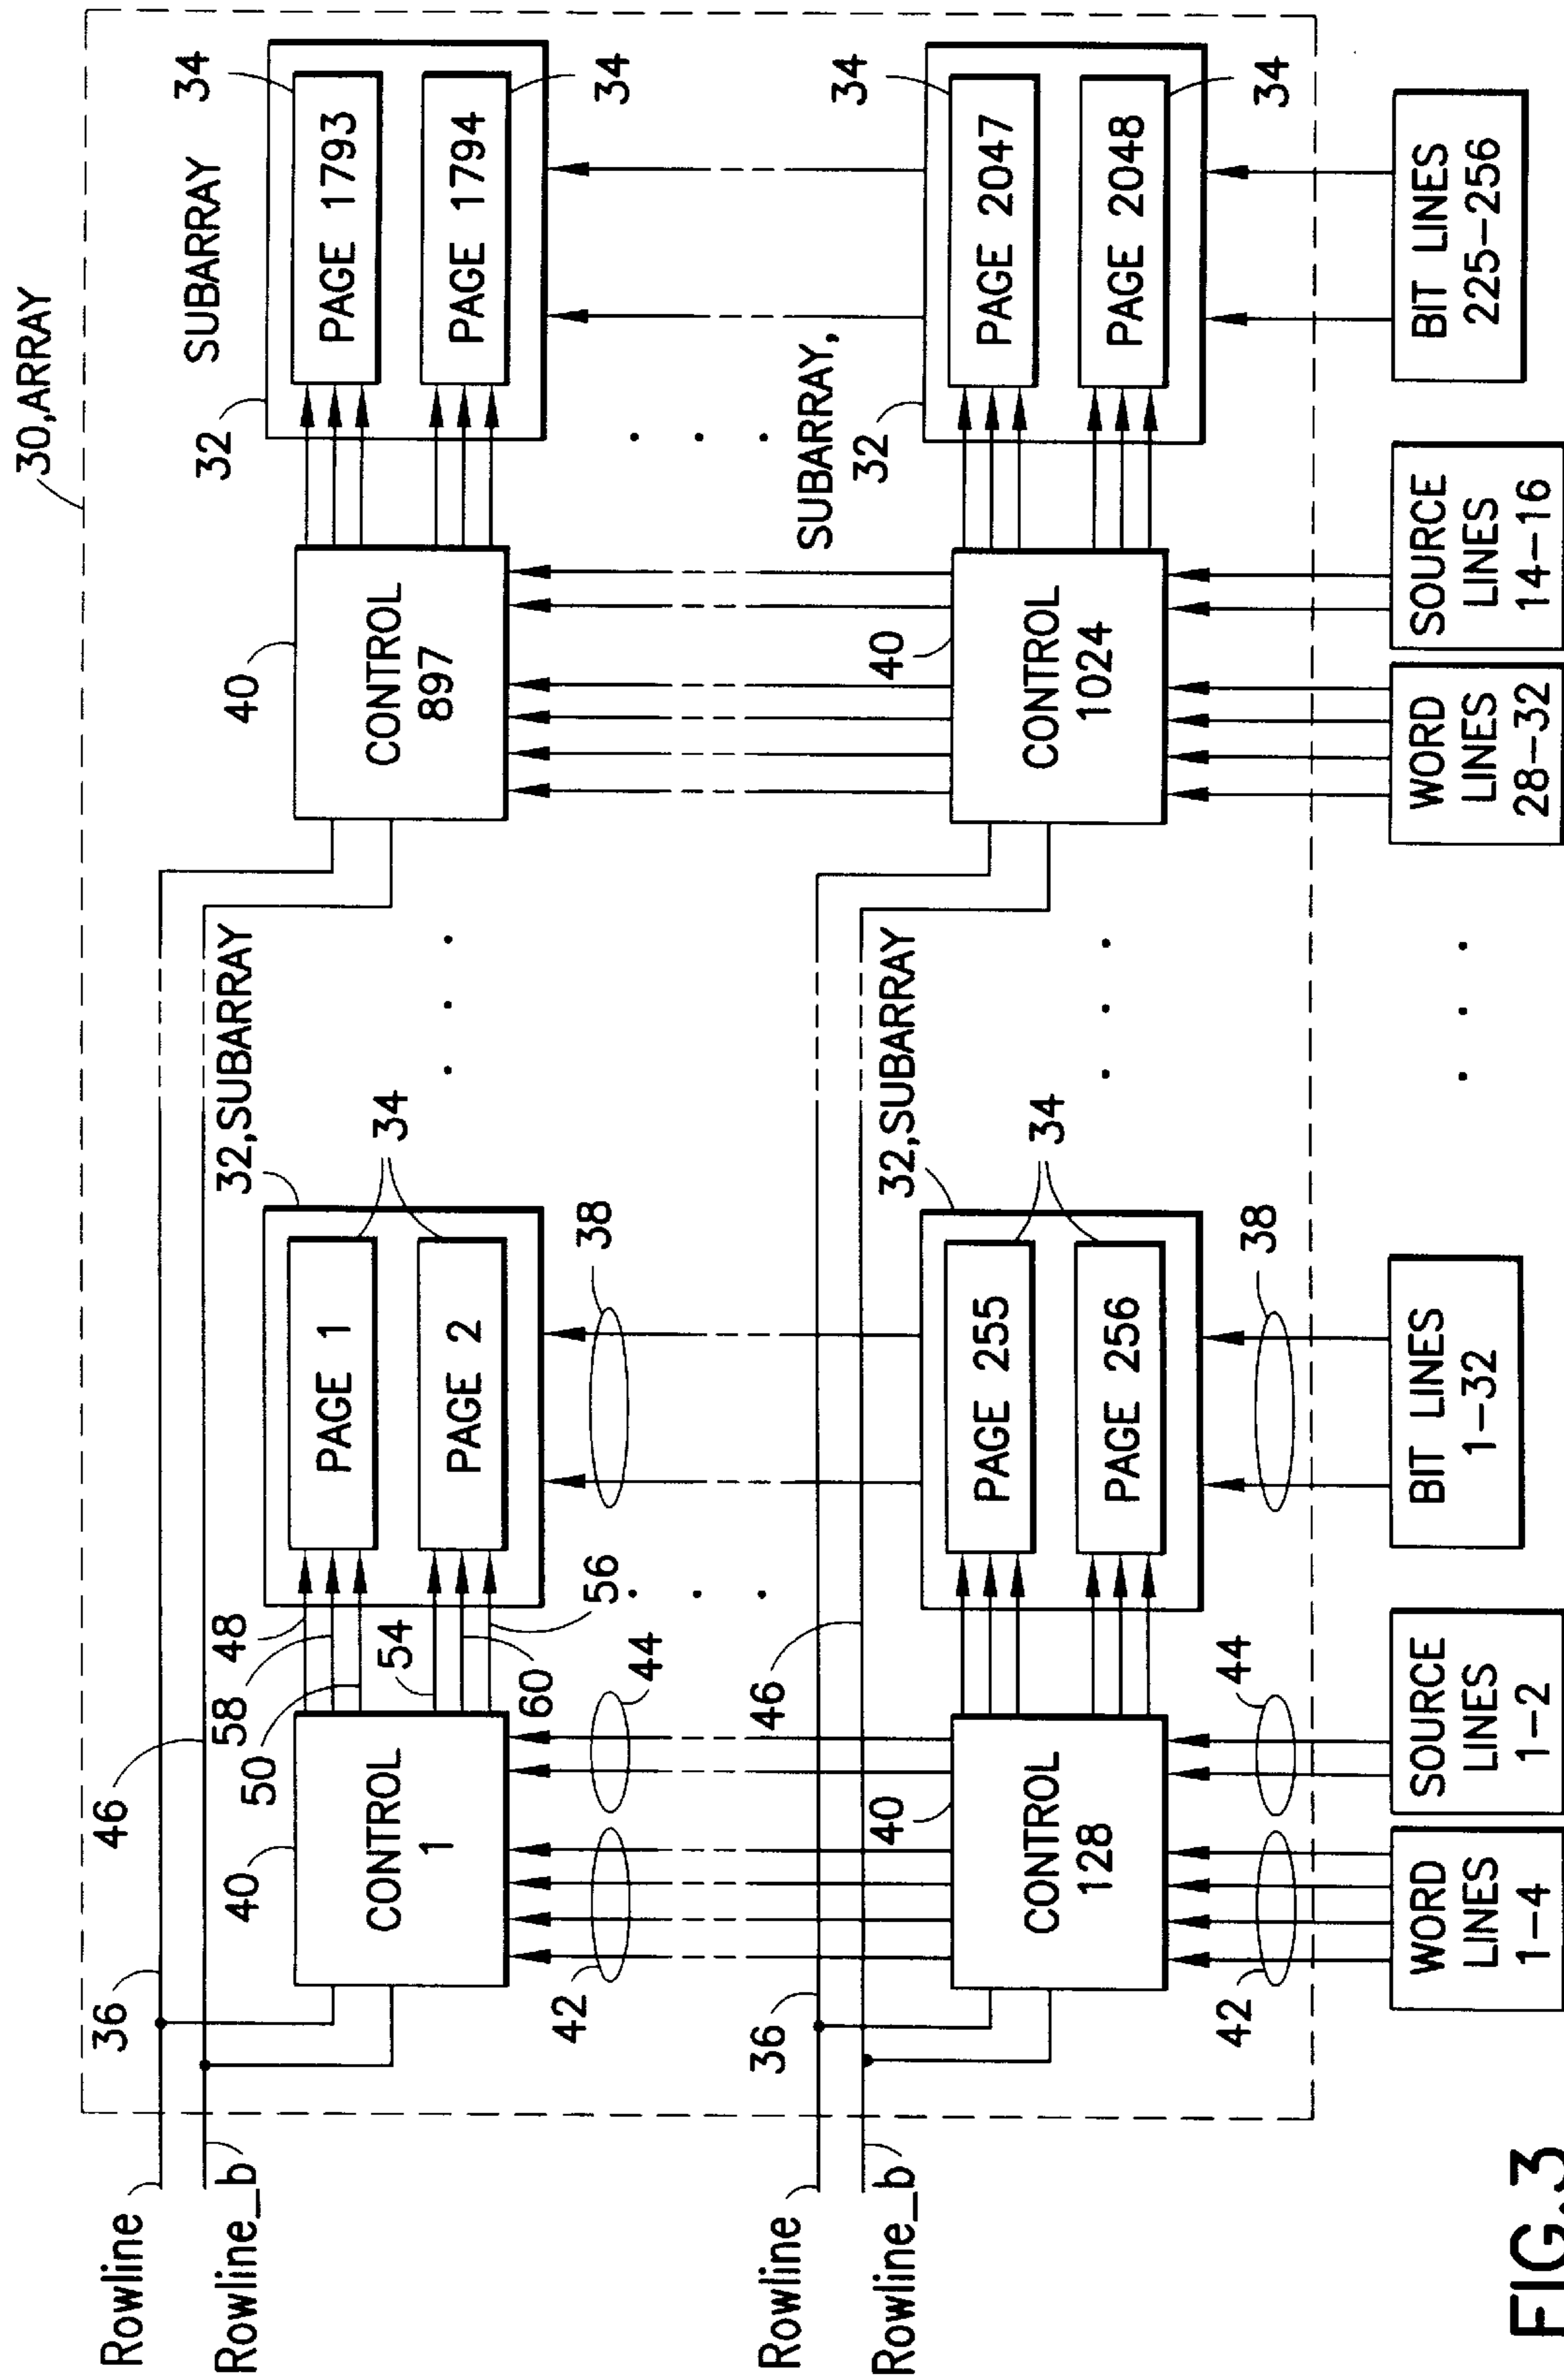 30,ARRAY
Rowline
36
46
Rowline_b
32,SUBARRAY
SUBARRAY
40
CONTROL
1
48
58
50
54
60
56
PAGE 1
PAGE 2
34
40
CONTROL
897
32
PAGE 1793
PAGE 1794
34
34
42
44
38
Rowline
36
46
Rowline_b
32,SUBARRAY
SUBARRAY,
40
CONTROL
128
PAGE 255
PAGE 256
34
40
CONTROL
1024
32
PAGE 2047
PAGE 2048
34
34
42
44
38
WORD
LINES
1-4
SOURCE
LINES
1-2
BIT LINES
1-32
WORD
LINES
28-32
SOURCE
LINES
14-16
BIT LINES
225-256
FIG.3